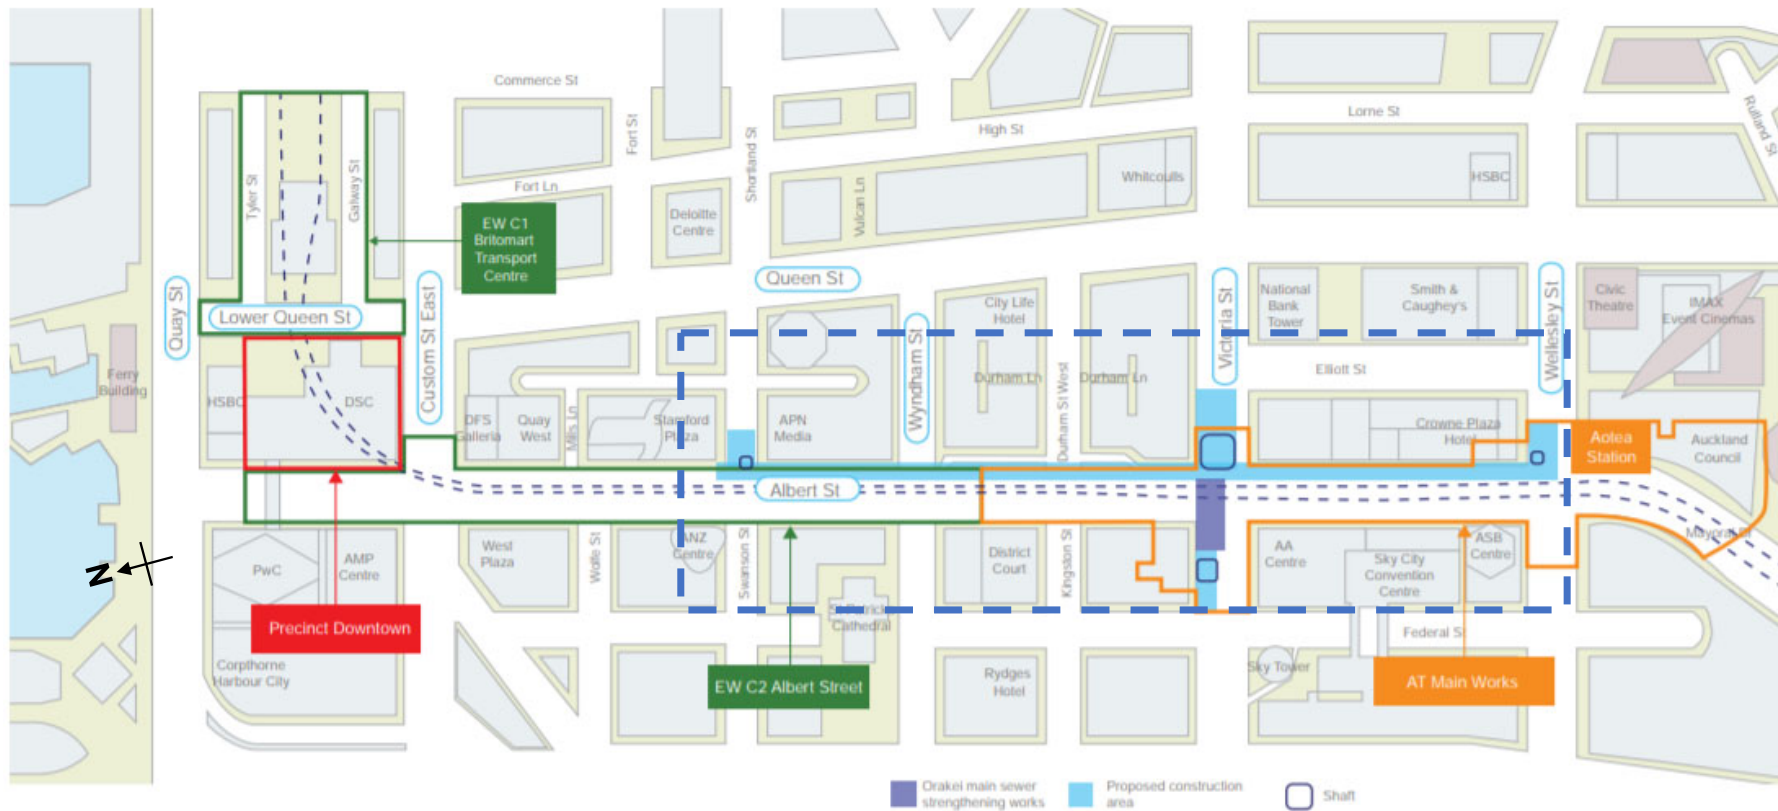 Commerce St
Fort St
Shortland St
High St
Lorne St
Rutland St
Tyler St
Galway St
Fort Ln
Deloitte
Centre
Vulcan Ln
Whitcoulls
HSBC
EW C1
Britomart
Transport
Centre
Quay St
Lower Queen St
Custom St East
Queen St
City Life
Hotel
Victoria St
National
Bank
Tower
Smith &
Caughey's
Wellesley St
Civic
Theatre
IMAX
Event Cinemas
Ferry
Building
HSBC
DSC
DFS
Galleria
Quay
West
Mills Ln
Stamford
Plaza
APN
Media
Wyndham St
Durham Ln
Durham St West
Durham Ln
Elliott St
Crowne Plaza
Hotel
Aotea
Station
Auckland
Council
Albert St
N
PwC
AMP
Centre
West
Plaza
Wolfe St
ANZ
Centre
Swanson St
District
Court
Kingston St
AA
Centre
Sky City
Convention
Centre
ASB
Centre
Mayoral Dr
Precinct Downtown
St Patricks
Cathedral
Federal St
Corpthorne
Harbour City
EW C2 Albert Street
Rydges
Hotel
Sky Tower
AT Main Works
Orakei main sewer
strengthening works
Proposed construction
area
Shaft